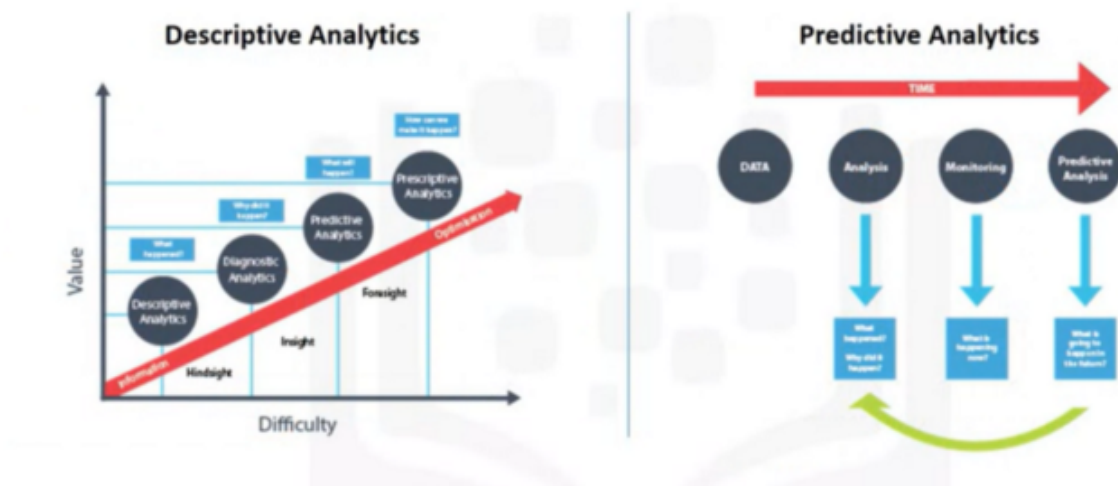 Descriptive Analytics
Value
How can we
make it happen?
What will
happen?
Why did it
happen?
What
happened?
Prescriptive
Analytics
Predictive
Analytics
Diagnostic
Analytics
Descriptive
Analytics
Information
Optimization
Hindsight
Insight
Foresight
Difficulty
Predictive Analytics
TIME
DATA
Analysis
Monitoring
Predictive
Analysis
What
happened?
Why did it
happen?
What is
happening
now?
What is
going to
happen in
the future?